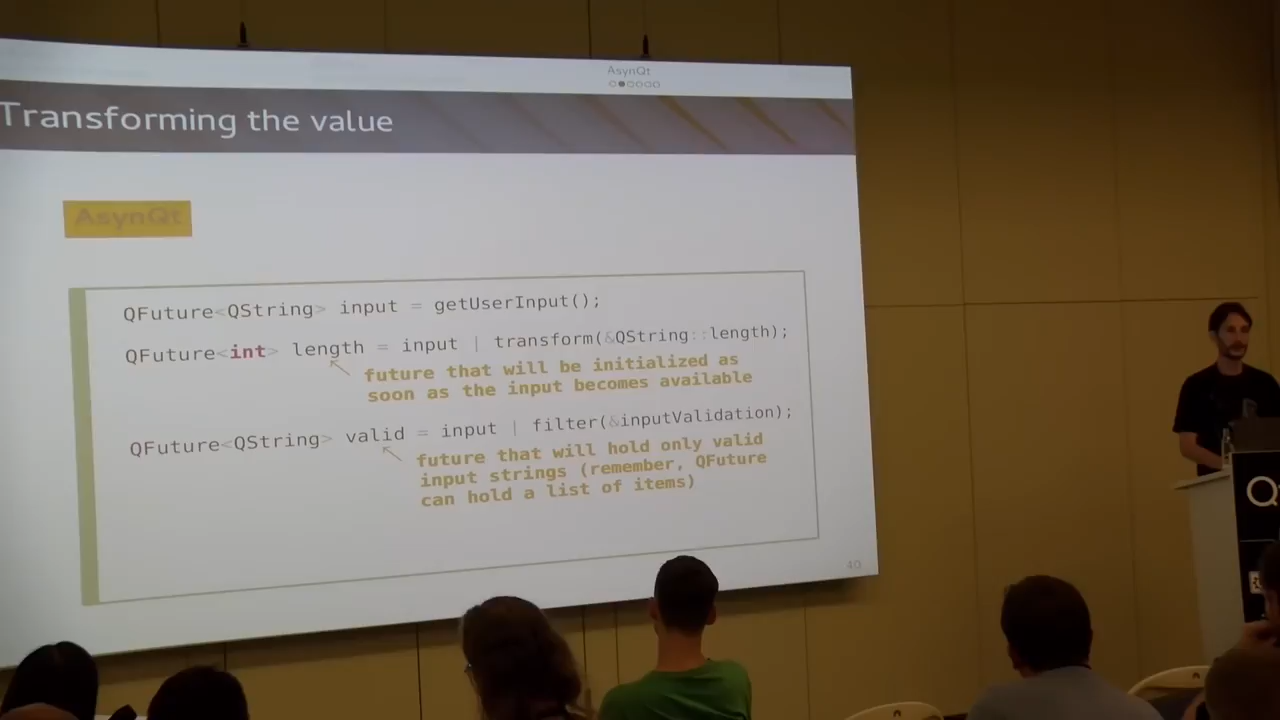 AsynQt
Transforming the value
AsynQt
QFuture<QString> input = getUserInput();
QFuture<int> length = input | transform(&QString::length);
future that will be initialized as
soon as the input becomes available
QFuture<QString> valid = input | filter(&inputValidation);
future that will hold only valid
input strings (remember, QFuture
can hold a list of items)
40